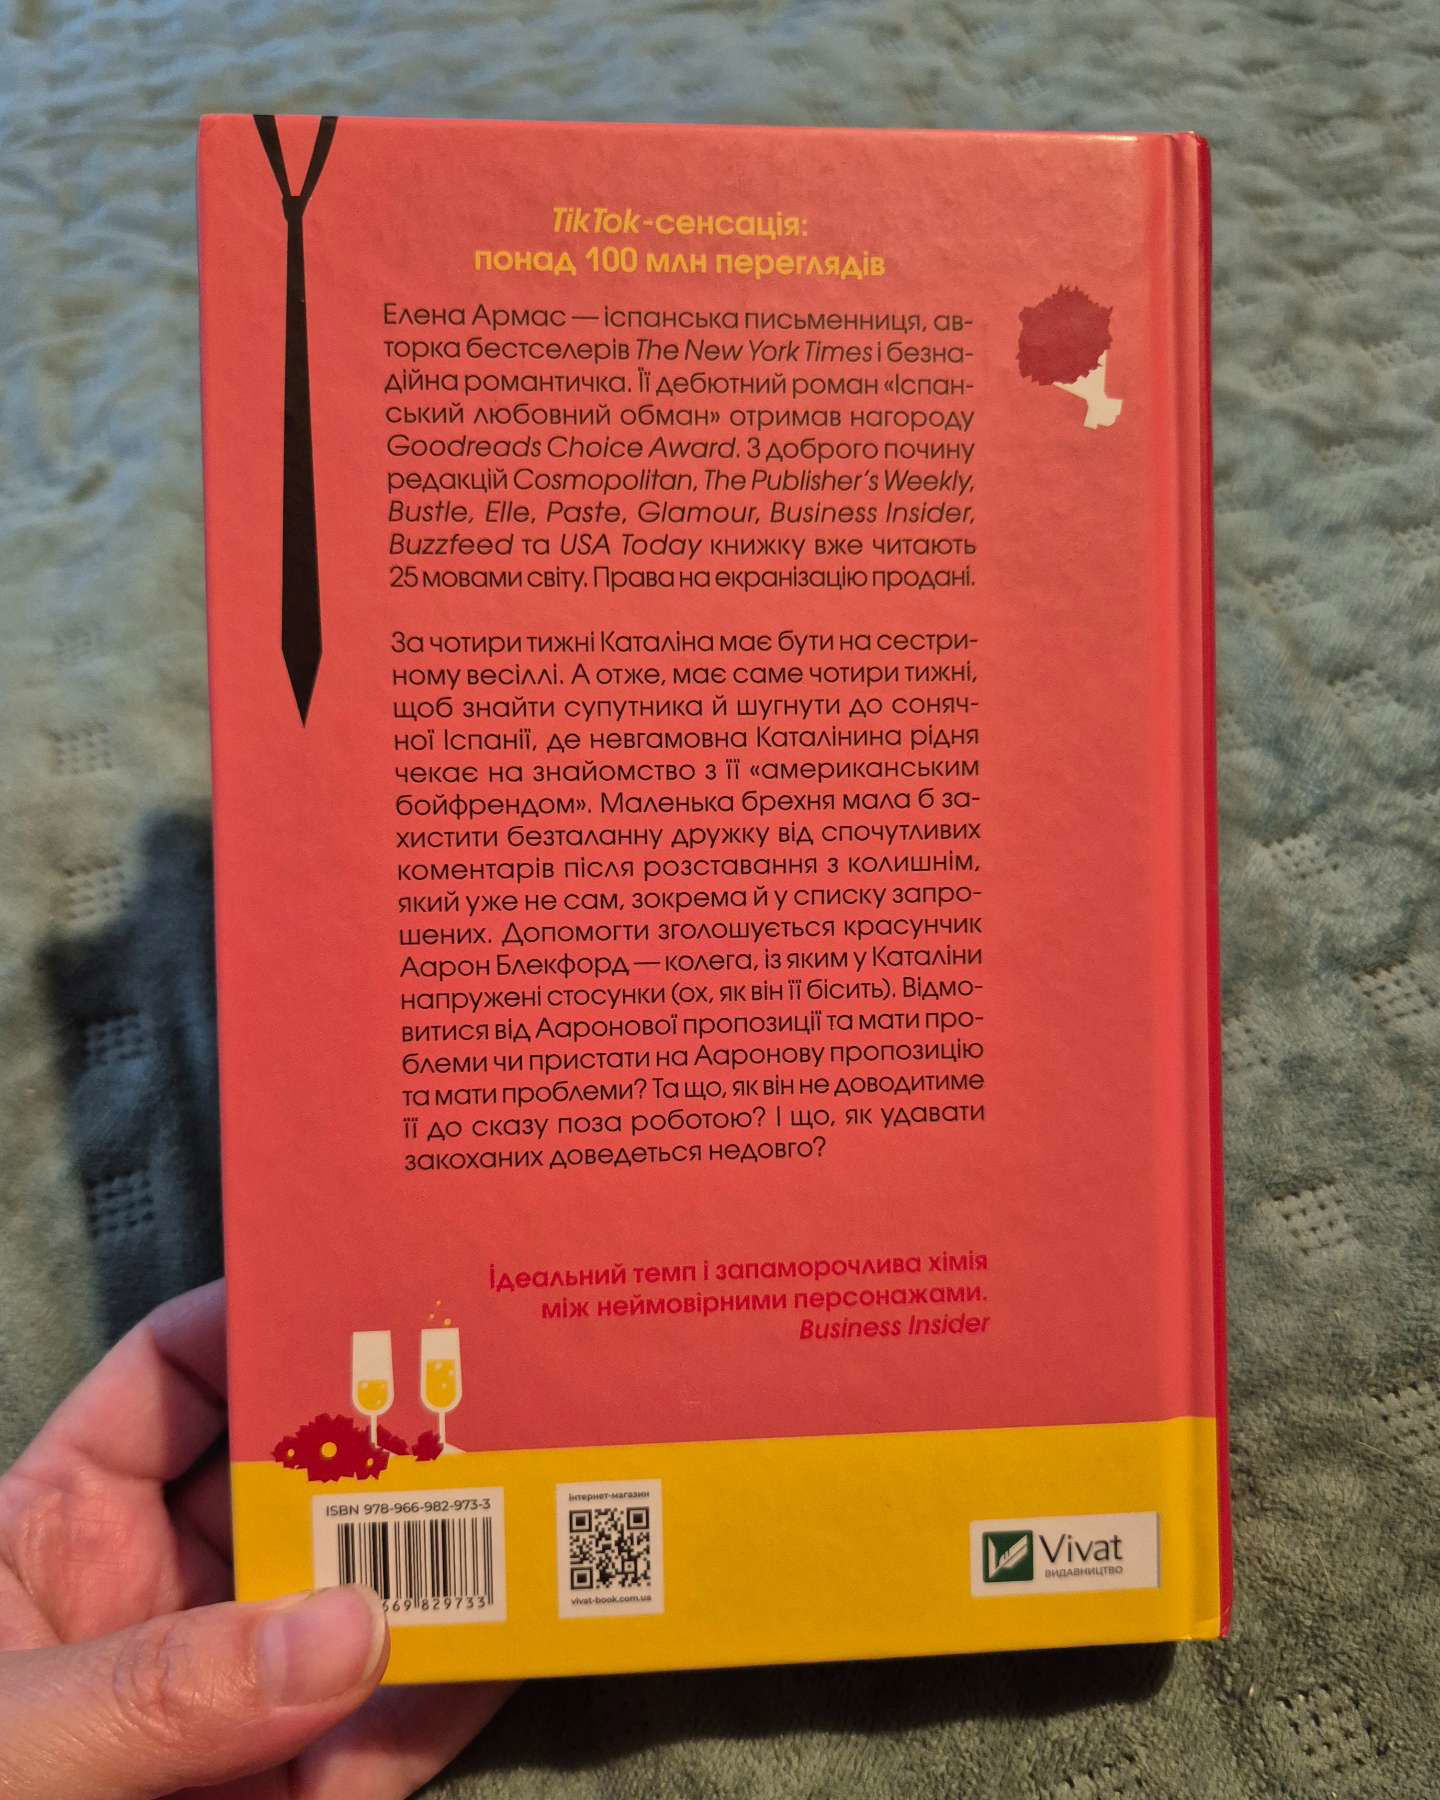 TikTok-сенсація:
понад 100 млн переглядів
Елена Армас — іспанська письменниця, ав-
торка бестселерів The New York Times і безна-
дійна романтичка. Її дебютний роман «Іспан-
ський любовний обман» отримав нагороду
Goodreads Choice Award. З доброго почину
редакцій Cosmopolitan, The Publisher’s Weekly,
Bustle, Elle, Paste, Glamour, Business Insider,
Buzzfeed та USA Today книжку вже читають
25 мовами світу. Права на екранізацію продані.
За чотири тижні Каталіна має бути на сестри-
ному весіллі. А отже, має саме чотири тижні,
щоб знайти супутника й шугнути до соняч-
ної Іспанії, де невгамовна Каталінина рідня
чекає на знайомство з її «американським
бойфрендом». Маленька брехня мала б за-
хистити безталанну дружку від спочутливих
коментарів після розставання з колишнім,
який уже не сам, зокрема й у списку запро-
шених. Допомогти зголошується красунчик
Аарон Блекфорд — колега, із яким у Каталіни
напружені стосунки (ох, як він її бісить). Відмо-
витися від Ааронової пропозиції та мати про-
блеми чи пристати на Ааронову пропозицію
та мати проблеми? Та що, як він не доводитиме
її до сказу поза роботою? І що, як удавати
закоханих доведеться недовго?
Ідеальний темп і запаморочлива хімія
між неймовірними персонажами.
Business Insider
ISBN 978-966-982-973-3
669 829733
інтернет-магазин
vivat-book.com.ua
Vivat
видавництво